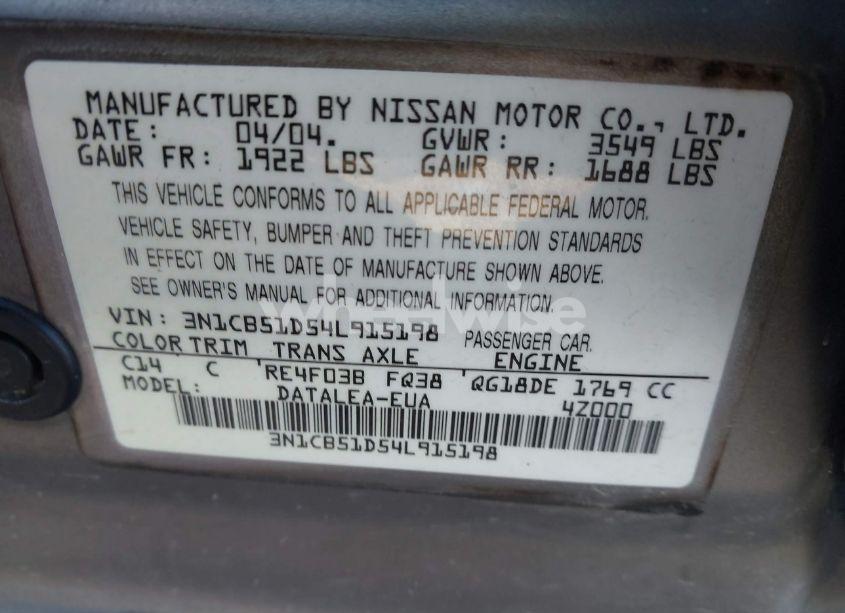 MANUFACTURED BY NISSAN MOTOR CO., LTD.
DATE: 04/04. GVWR: 3549 LBS
GAWR FR: 1922 LBS GAWR RR: 1688 LBS
THIS VEHICLE CONFORMS TO ALL APPLICABLE FEDERAL MOTOR.
VEHICLE SAFETY, BUMPER AND THEFT PREVENTION STANDARDS
IN EFFECT ON THE DATE OF MANUFACTURE SHOWN ABOVE.
SEE OWNER'S MANUAL FOR ADDITIONAL INFORMATION.
wheelwise
VIN: 3N1CB51D54L915198 PASSENGER CAR.
COLOR TRIM TRANS AXLE ENGINE
C14 C RE4F03B FQ38 QG18DE 1769 CC
MODEL: DATALEA-EUA 4Z000
3N1CB51D54L915198